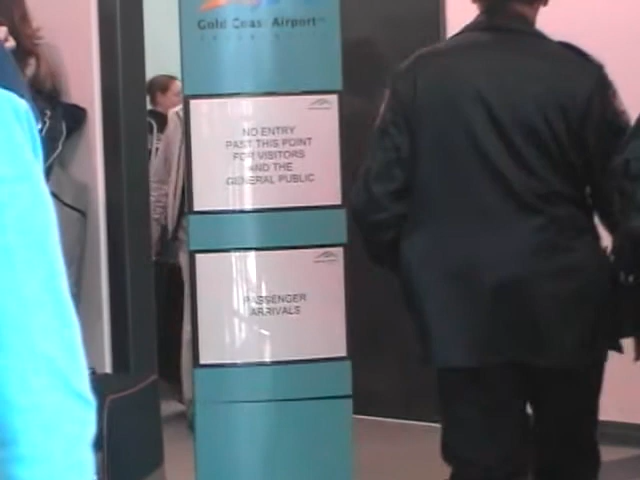 Gold Coast Airport
NO ENTRY
PAST THIS POINT
FOR VISITORS
AND THE
GENERAL PUBLIC
PASSENGER
ARRIVALS